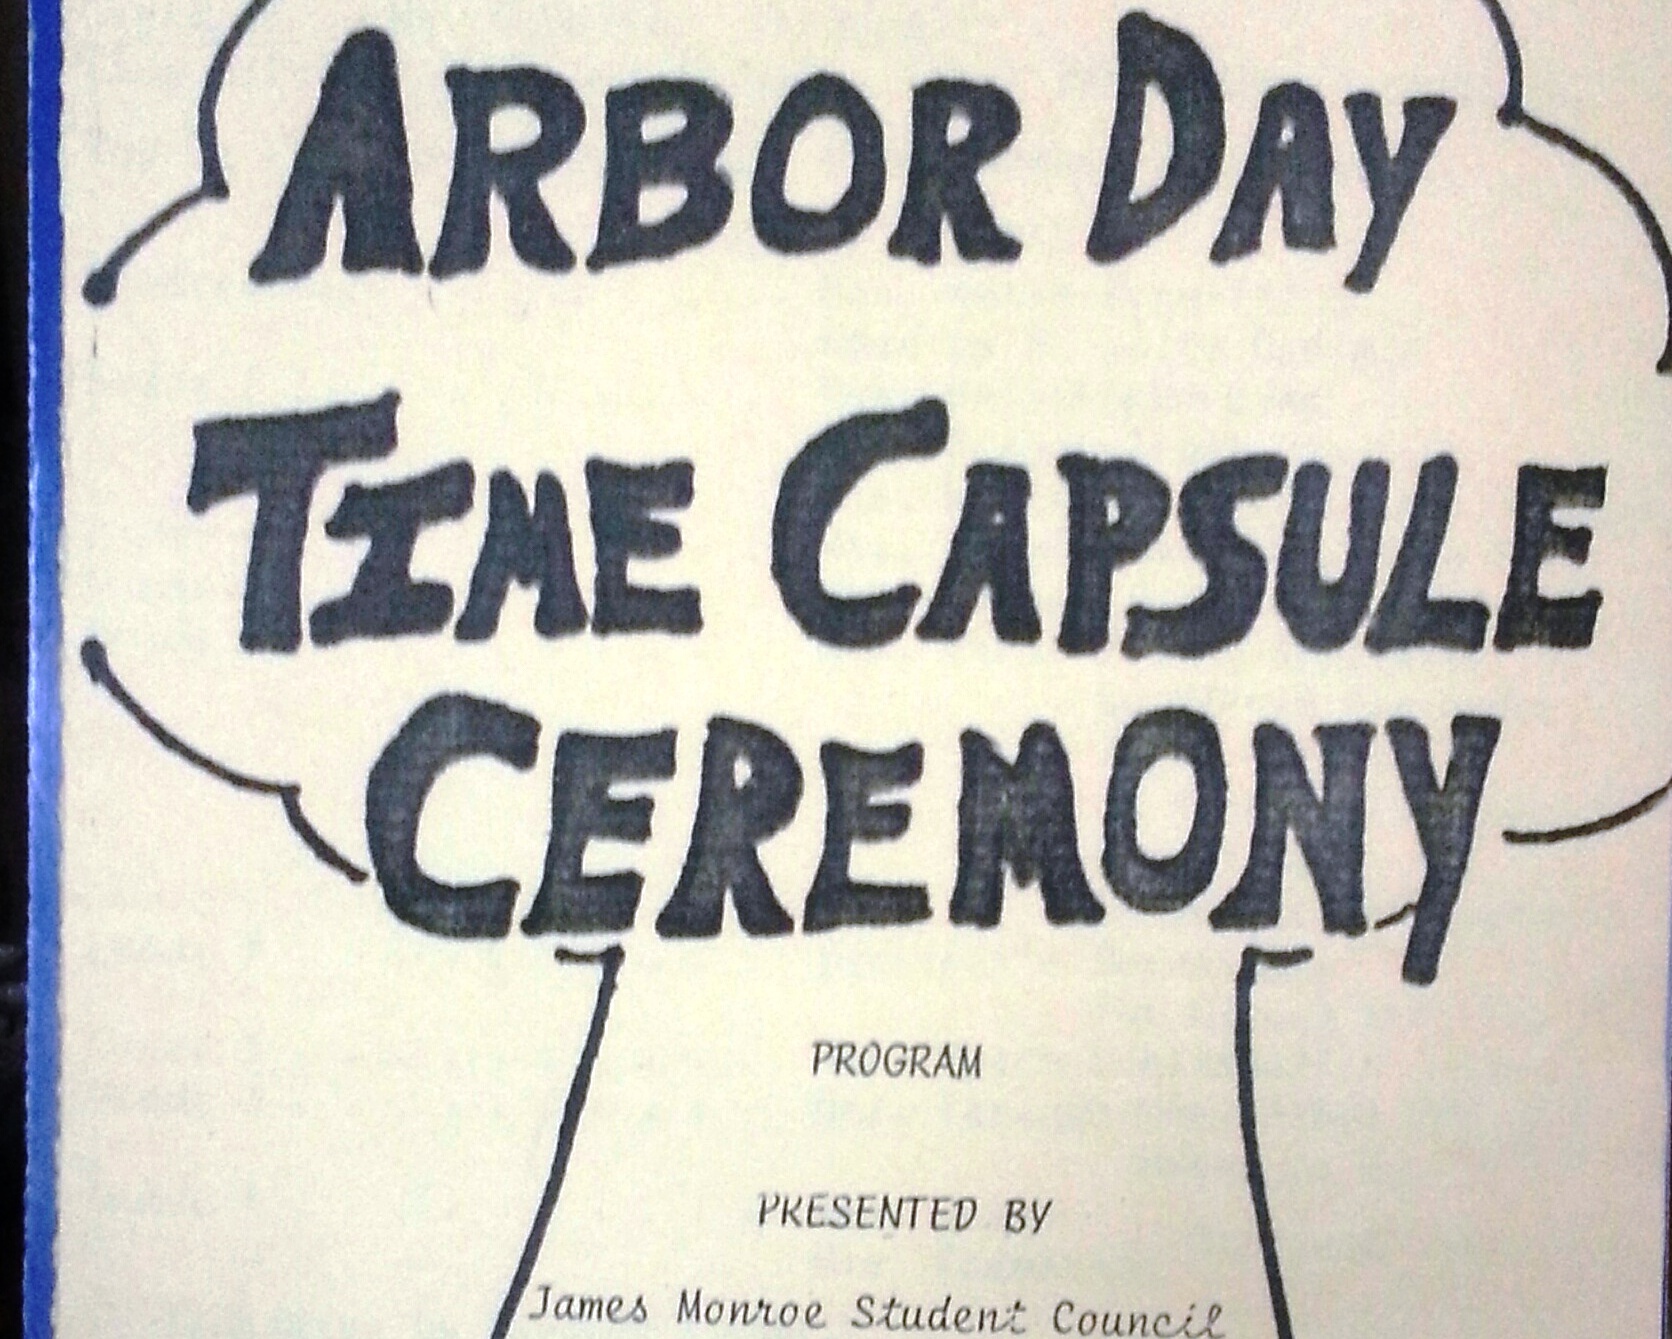 ARBOR DAY
TIME CAPSULE
CEREMONY
PROGRAM
PRESENTED BY
James Monroe Student Council